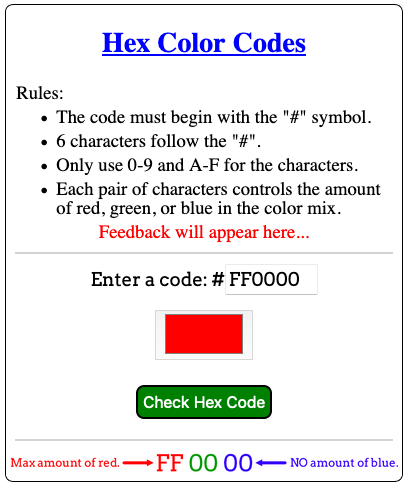 Hex Color Codes
Rules:
• The code must begin with the "#" symbol.
• 6 characters follow the "#".
• Only use 0-9 and A-F for the characters.
• Each pair of characters controls the amount
of red, green, or blue in the color mix.
Feedback will appear here...
Enter a code: # FF0000
Check Hex Code
Max amount of red. FF 00 00 NO amount of blue.